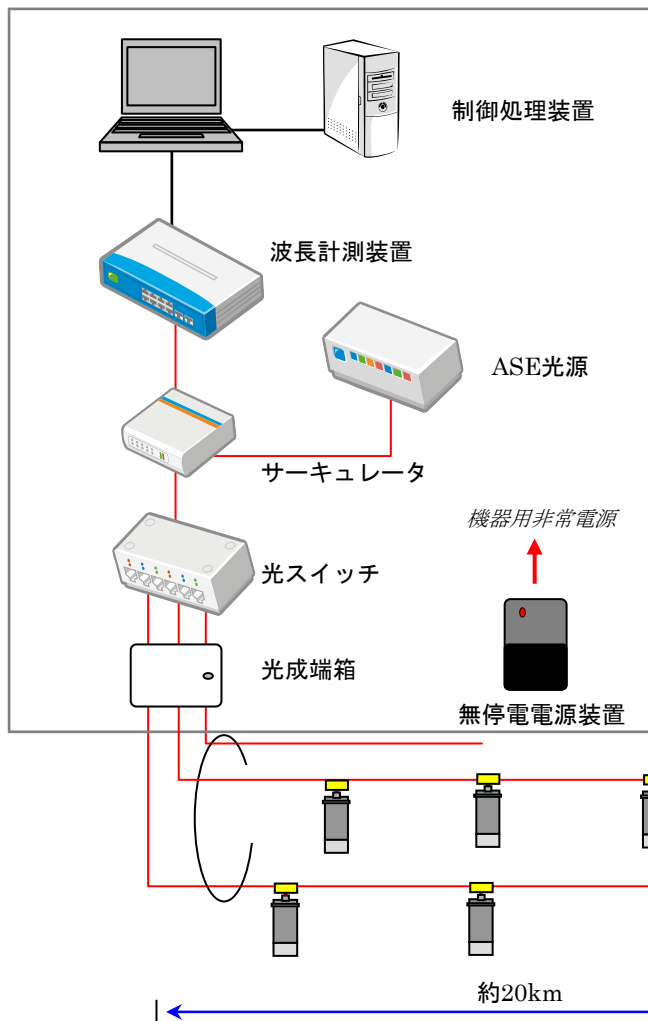 制御処理装置
波長計測装置
ASE光源
サーキュレータ
機器用非常電源
光スイッチ
光成端箱
無停電電源装置
約20km